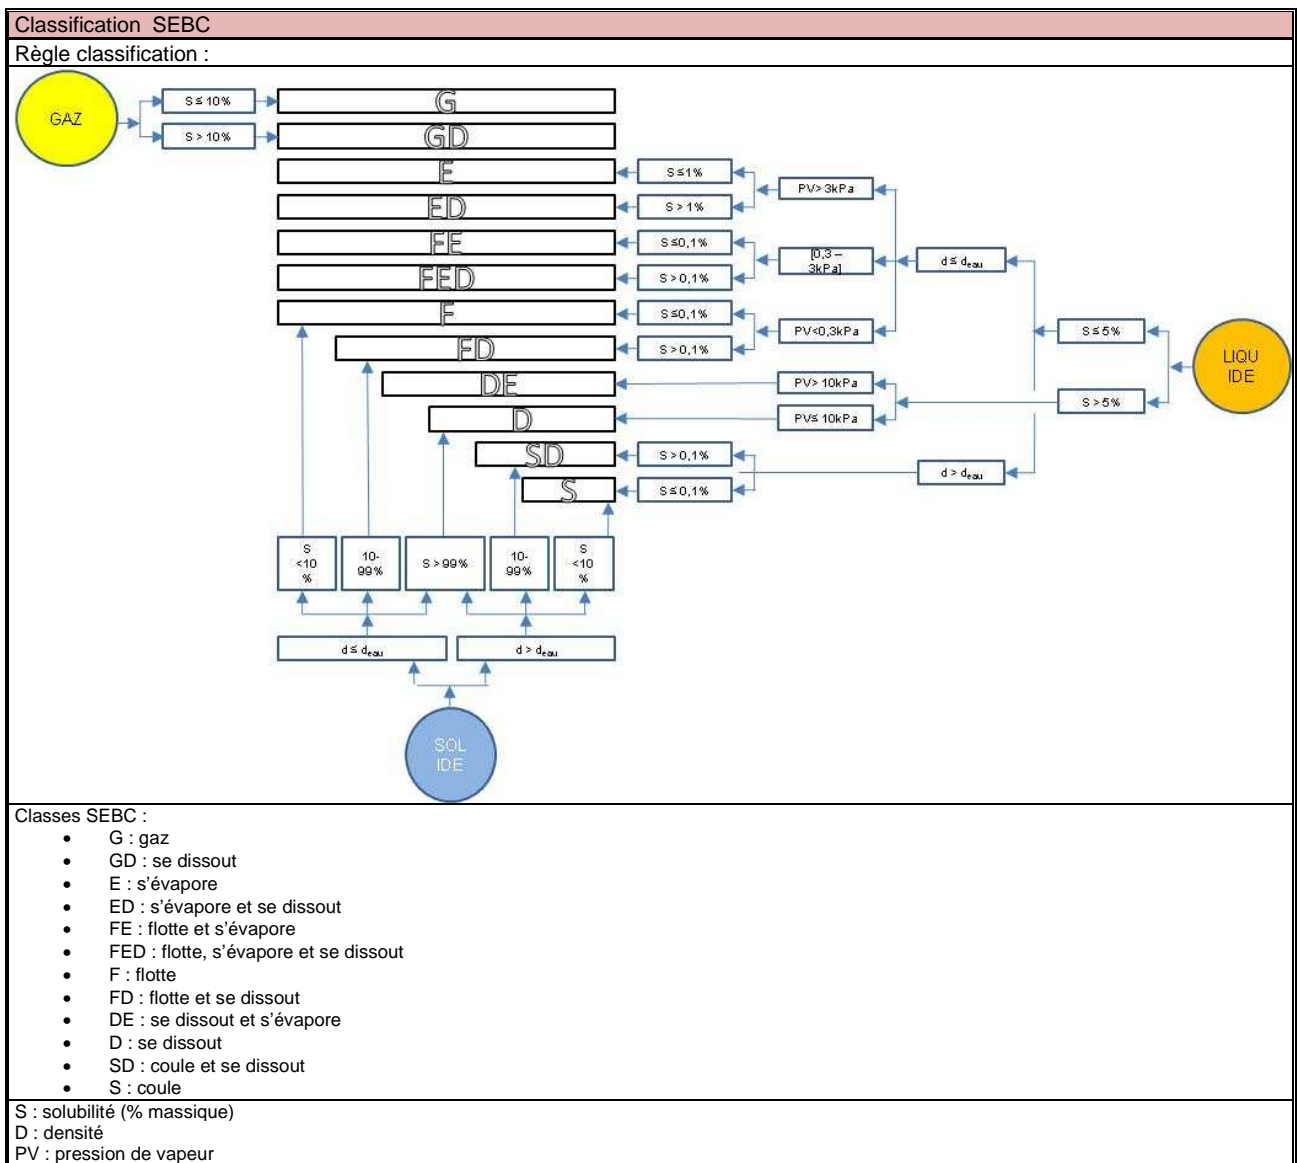 Classification  SEBC
Règle classification :
GAZ
S ≤ 10%
S > 10%
G
GD
E
ED
FE
FED
F
FD
DE
D
SD
S
S ≤1%
S > 1%
S ≤0,1%
S > 0,1%
S ≤0,1%
S > 0,1%
S > 0,1%
S ≤ 0,1%
PV> 3kPa
[0,3 –
3kPa]
PV<0,3kPa
PV> 10kPa
PV≤ 10kPa
d ≤ deau
d > deau
S ≤ 5%
S > 5%
LIQU
IDE
S
<10
%
10-
99%
S > 99%
10-
99%
S
<10
%
d ≤ deau
d > deau
SOL
IDE
Classes SEBC :
• G : gaz
• GD : se dissout
• E : s’évapore
• ED : s’évapore et se dissout
• FE : flotte et s’évapore
• FED : flotte, s’évapore et se dissout
• F : flotte
• FD : flotte et se dissout
• DE : se dissout et s’évapore
• D : se dissout
• SD : coule et se dissout
• S : coule
S : solubilité (% massique)
D : densité
PV : pression de vapeur